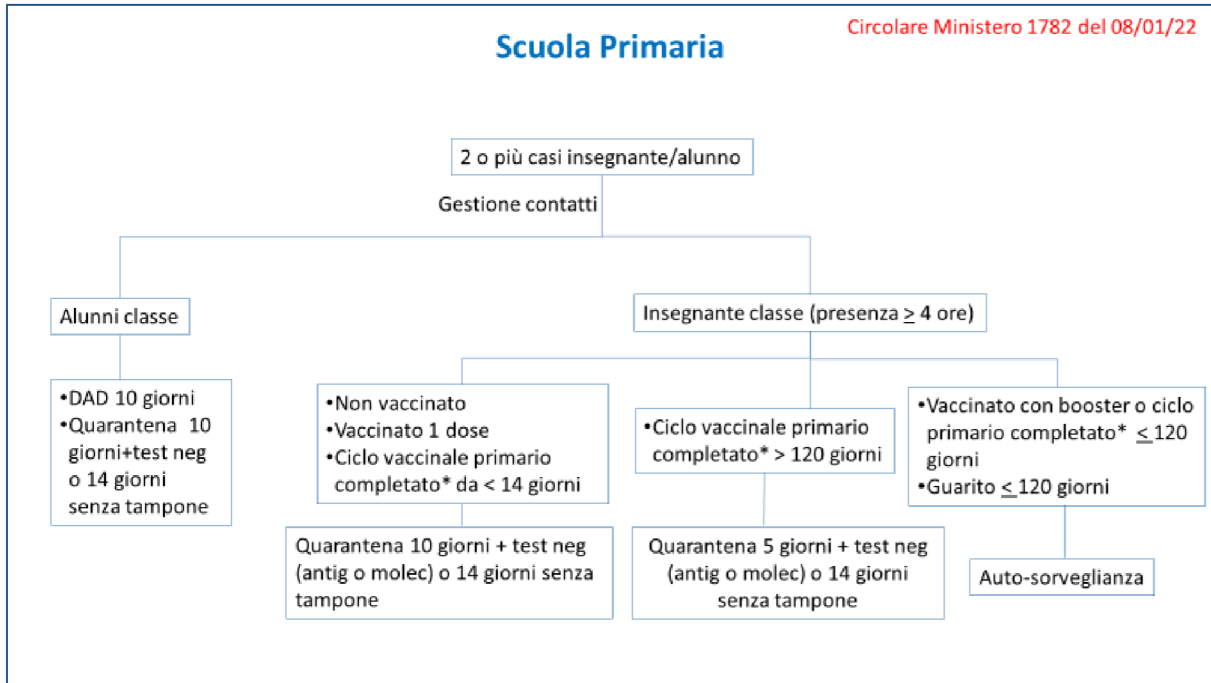 Circolare Ministero 1782 del 08/01/22
Scuola Primaria
2 o più casi insegnante/alunno
Gestione contatti
Alunni classe
Insegnante classe (presenza > 4 ore)
•DAD 10 giorni
•Quarantena 10
giorni+test neg
o 14 giorni
senza tampone
•Non vaccinato
•Vaccinato 1 dose
•Ciclo vaccinale primario
completato* da < 14 giorni
•Ciclo vaccinale primario
completato* > 120 giorni
•Vaccinato con booster o ciclo
primario completato* < 120
giorni
•Guarito < 120 giorni
Quarantena 10 giorni + test neg
(antig o molec) o 14 giorni senza
tampone
Quarantena 5 giorni + test neg
(antig o molec) o 14 giorni
senza tampone
Auto-sorveglianza